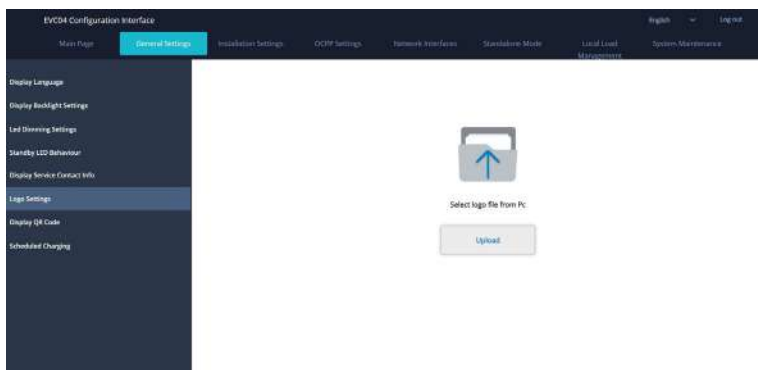 EVC04 Configuration Interface
English
Log out
Main Page
General Settings
Installation Settings
OCPP Settings
Network Interfaces
Standalone Mode
Local Load
Management
System Maintenance
Display Language
Display Backlight Settings
Led Dimming Settings
Standby LED Behaviour
Display Service Contact Info
Logo Settings
Display QR Code
Scheduled Charging
Select logo file from Pc
Upload